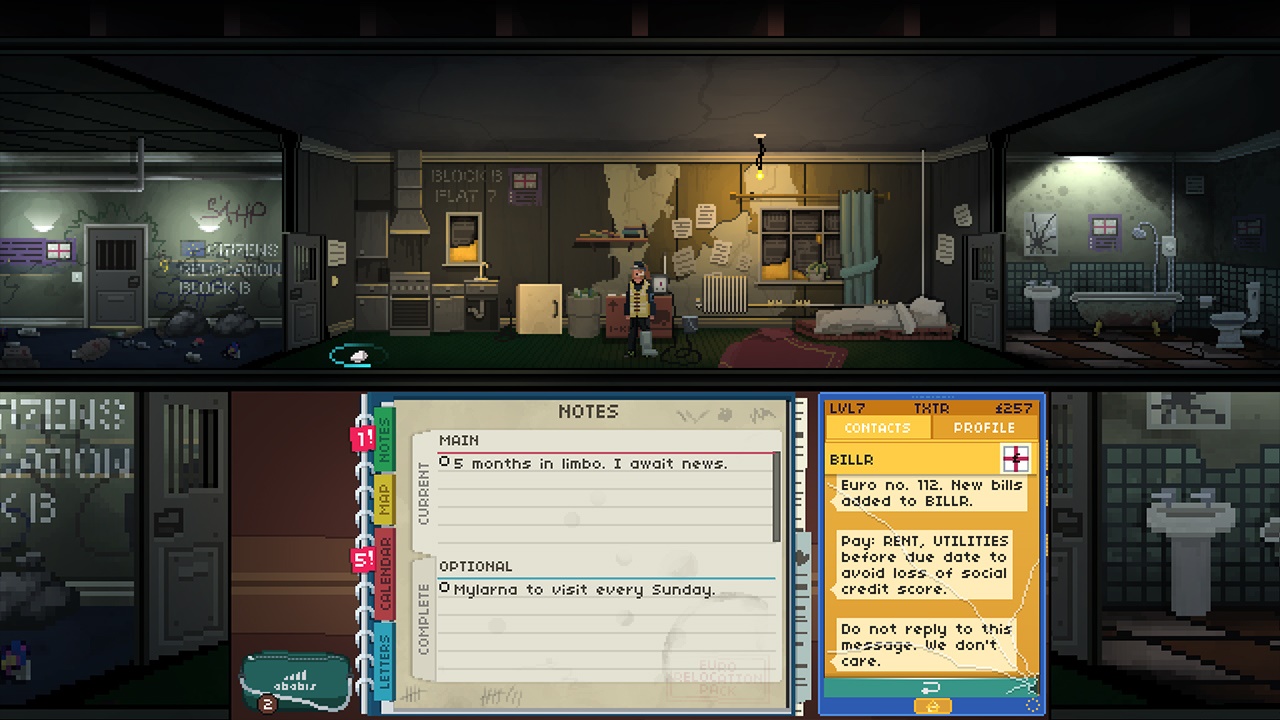 BLOCK B
FLAT 7
CITIZENS
RELOCATION
BLOCK B
NOTES
MAIN
5 months in limbo. I await news.
OPTIONAL
Mylarna to visit every Sunday.
CURRENT
COMPLETE
1!
5!
NOTES
MAP
CALENDAR
LETTERS
EURO
RELOCATION
PACK
ababis
2
LVL7 TXTR £257
CONTACTS PROFILE
BILLR
Euro no. 112. New bills
added to BILLR.
Pay: RENT, UTILITIES
before due date to
avoid loss of social
credit score.
Do not reply to this
message. We don't
care.